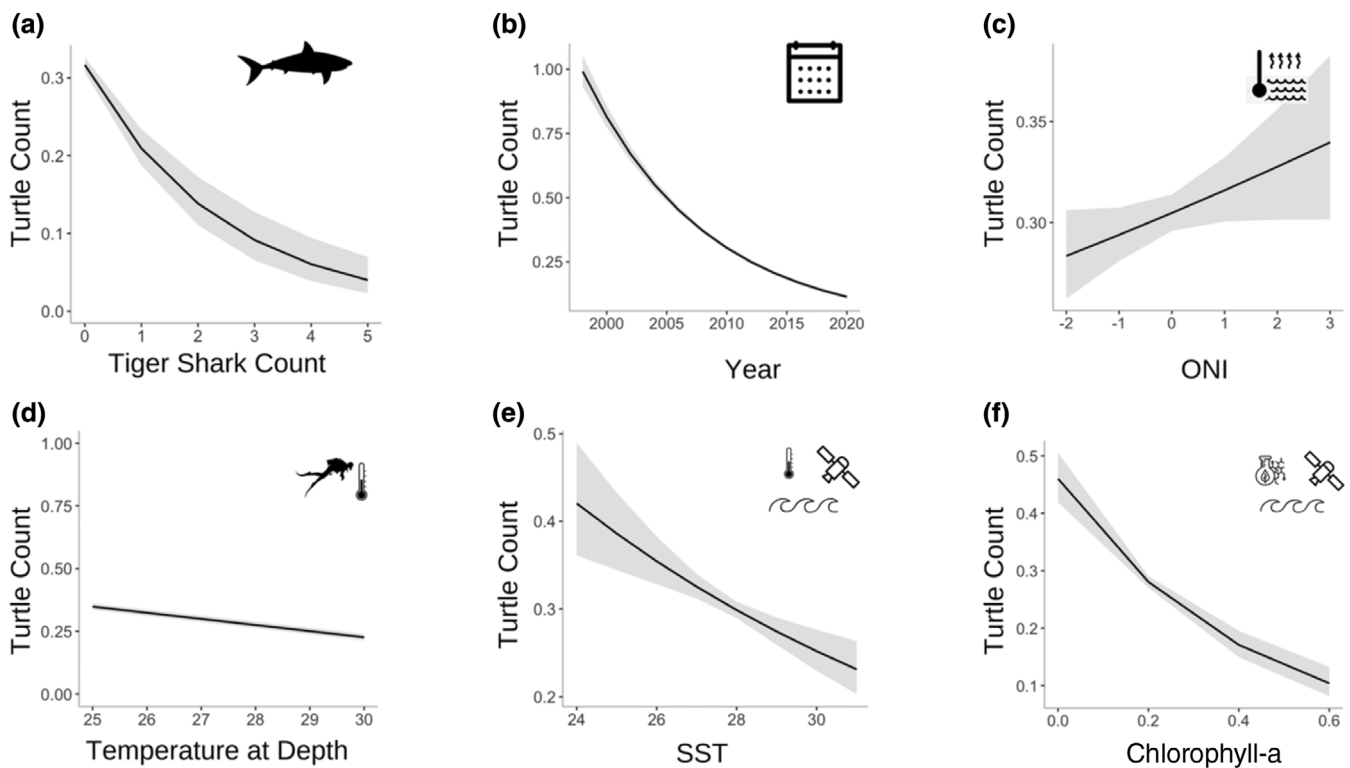 (a)
Turtle Count
0.3
0.2
0.1
0.0
0 1 2 3 4 5
Tiger Shark Count
(b)
Turtle Count
1.00
0.75
0.50
0.25
2000 2005 2010 2015 2020
Year
(c)
Turtle Count
0.35
0.30
-2 -1 0 1 2 3
ONI
(d)
Turtle Count
1.00
0.75
0.50
0.25
0.00
25 26 27 28 29 30
Temperature at Depth
(e)
Turtle Count
0.5
0.4
0.3
0.2
24 26 28 30
SST
(f)
Turtle Count
0.5
0.4
0.3
0.2
0.1
0.0 0.2 0.4 0.6
Chlorophyll-a